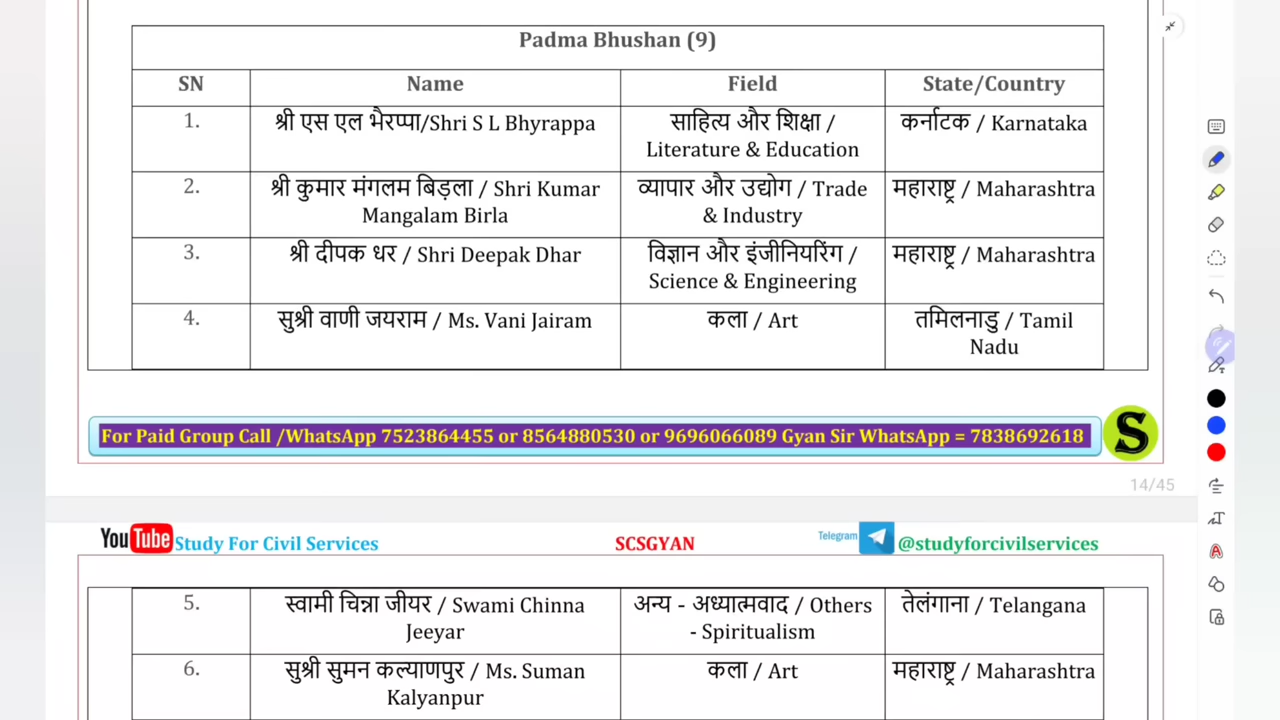 Padma Bhushan (9)
SN Name Field State/Country
1. श्री एस एल भैरप्पा/Shri S L Bhyrappa साहित्य और शिक्षा / कर्नाटक / Karnataka
Literature & Education
2. श्री कुमार मंगलम बिड़ला / Shri Kumar व्यापार और उद्योग / Trade महाराष्ट्र / Maharashtra
Mangalam Birla & Industry
3. श्री दीपक धर / Shri Deepak Dhar विज्ञान और इंजीनियरिंग / महाराष्ट्र / Maharashtra
Science & Engineering
4. सुश्री वाणी जयराम / Ms. Vani Jairam कला / Art तमिलनाडु / Tamil
Nadu
For Paid Group Call /WhatsApp 7523864455 or 8564880530 or 9696066089 Gyan Sir WhatsApp = 7838692618
S
14/45
YouTube Study For Civil Services SCSGYAN Telegram @studyforcivilservices
5. स्वामी चिन्ना जीयर / Swami Chinna अन्य - अध्यात्मवाद / Others तेलंगाना / Telangana
Jeeyar - Spiritualism
6. सुश्री सुमन कल्याणपुर / Ms. Suman कला / Art महाराष्ट्र / Maharashtra
Kalyanpur